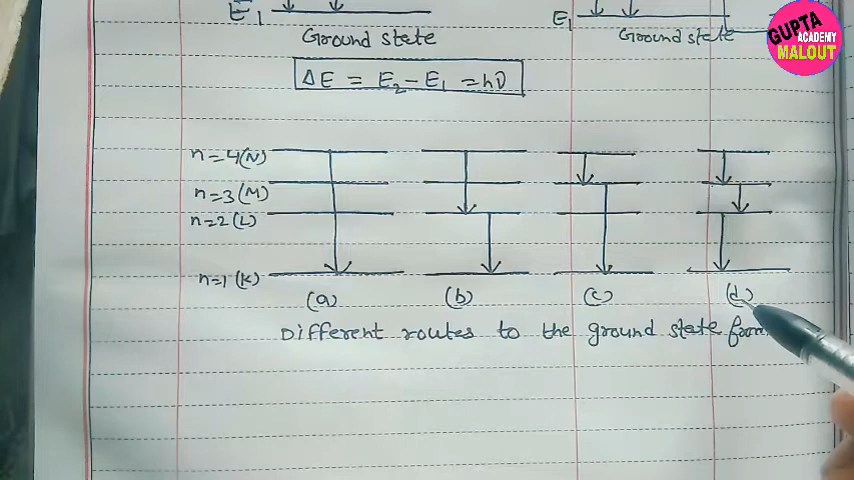 E1
E1
Ground state
Ground state
GUPTA
ACADEMY
MALOUT
ΔE = E2 - E1 = hν
n=4(N)
n=3(M)
n=2(L)
n=1(K)
(a) (b) (c) (d)
Different routes to the ground state from